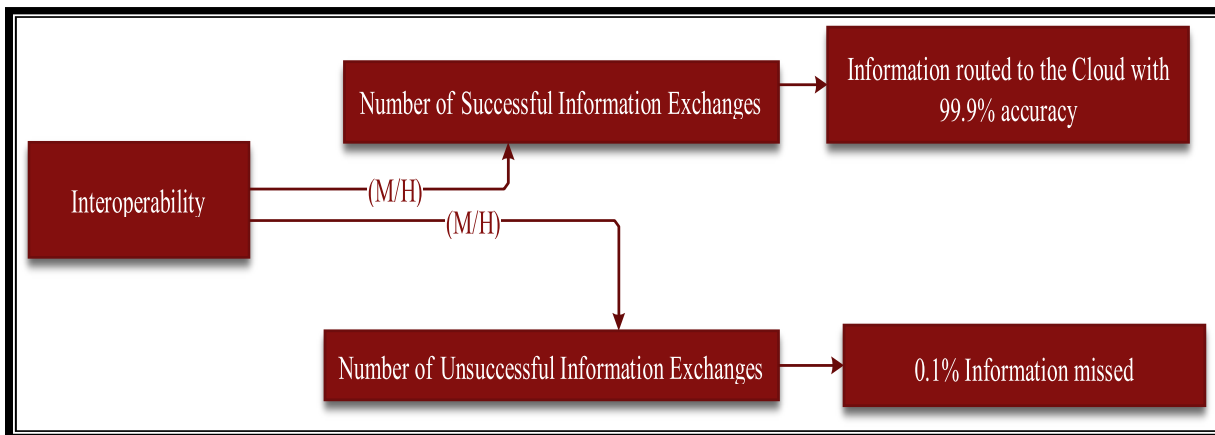 Information routed to the Cloud with
99.9% accuracy
Number of Successful Information Exchanges
(M/H)
Interoperability
(M/H)
Number of Unsuccessful Information Exchanges
0.1% Information missed